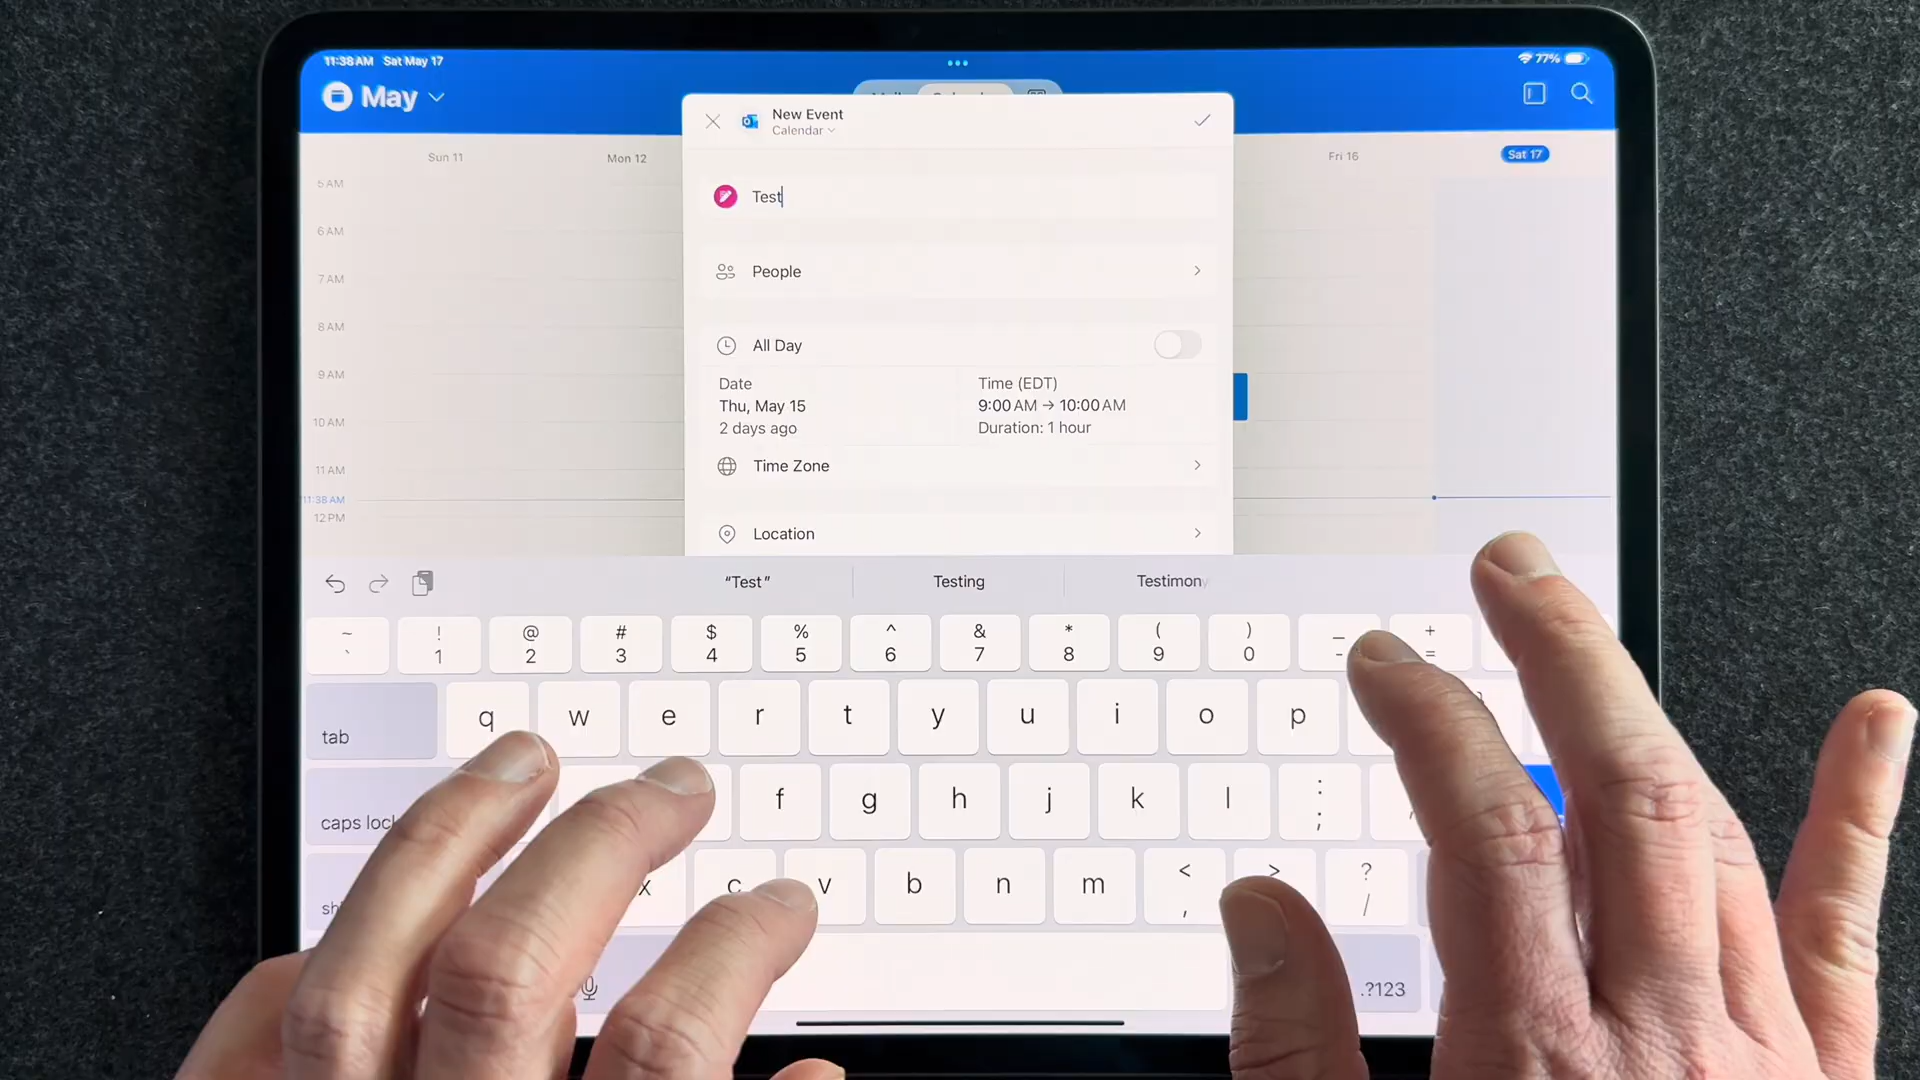 11:38 AM Sat May 17
77%
May
New Event
Calendar
Sun 11
Mon 12
Fri 16
Sat 17
5 AM
6 AM
7 AM
8 AM
9 AM
10 AM
11 AM
11:38 AM
12 PM
Test
People
All Day
Date
Thu, May 15
2 days ago
Time (EDT)
9:00 AM → 10:00 AM
Duration: 1 hour
Time Zone
Location
“Test”
Testing
Testimony
~ ! @ # $ % ^ & * ( ) _ +
` 1 2 3 4 5 6 7 8 9 0 - =
tab q w e r t y u i o p
caps lock f g h j k l : ;
x c v b n m < , > ? /
.?123